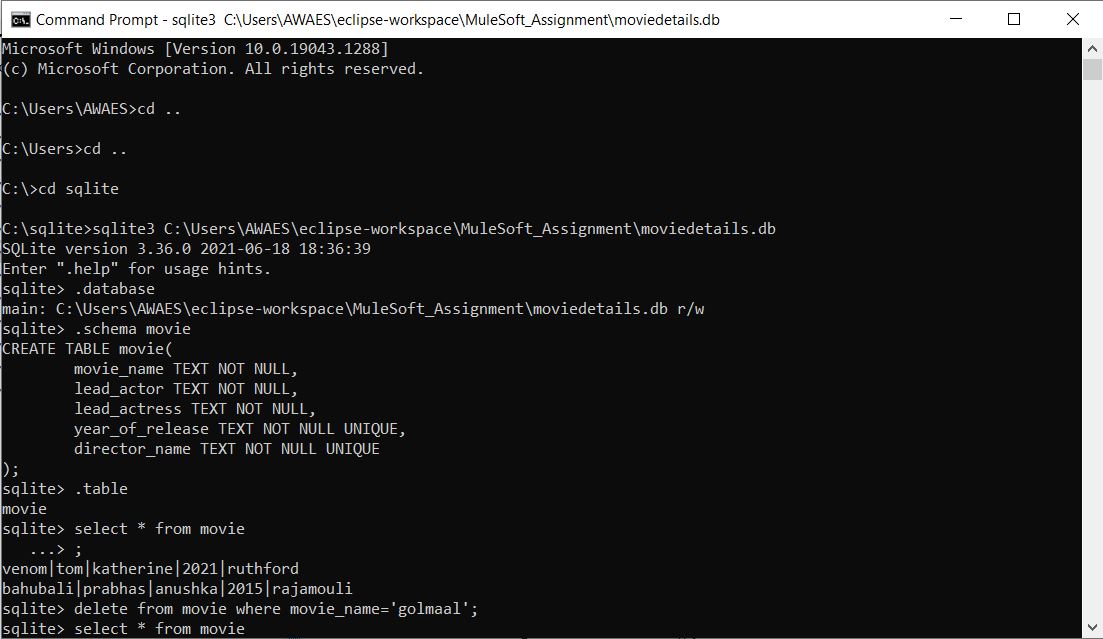 Command Prompt - sqlite3  C:\Users\AWAES\eclipse-workspace\MuleSoft_Assignment\moviedetails.db
Microsoft Windows [Version 10.0.19043.1288]
(c) Microsoft Corporation. All rights reserved.
C:\Users\AWAES>cd ..
C:\Users>cd ..
C:\>cd sqlite
C:\sqlite>sqlite3 C:\Users\AWAES\eclipse-workspace\MuleSoft_Assignment\moviedetails.db
SQLite version 3.36.0 2021-06-18 18:36:39
Enter ".help" for usage hints.
sqlite> .database
main: C:\Users\AWAES\eclipse-workspace\MuleSoft_Assignment\moviedetails.db r/w
sqlite> .schema movie
CREATE TABLE movie(
        movie_name TEXT NOT NULL,
        lead_actor TEXT NOT NULL,
        lead_actress TEXT NOT NULL,
        year_of_release TEXT NOT NULL UNIQUE,
        director_name TEXT NOT NULL UNIQUE
);
sqlite> .table
movie
sqlite> select * from movie
   ...> ;
venom|tom|katherine|2021|ruthford
bahubali|prabhas|anushka|2015|rajamouli
sqlite> delete from movie where movie_name='golmaal';
sqlite> select * from movie